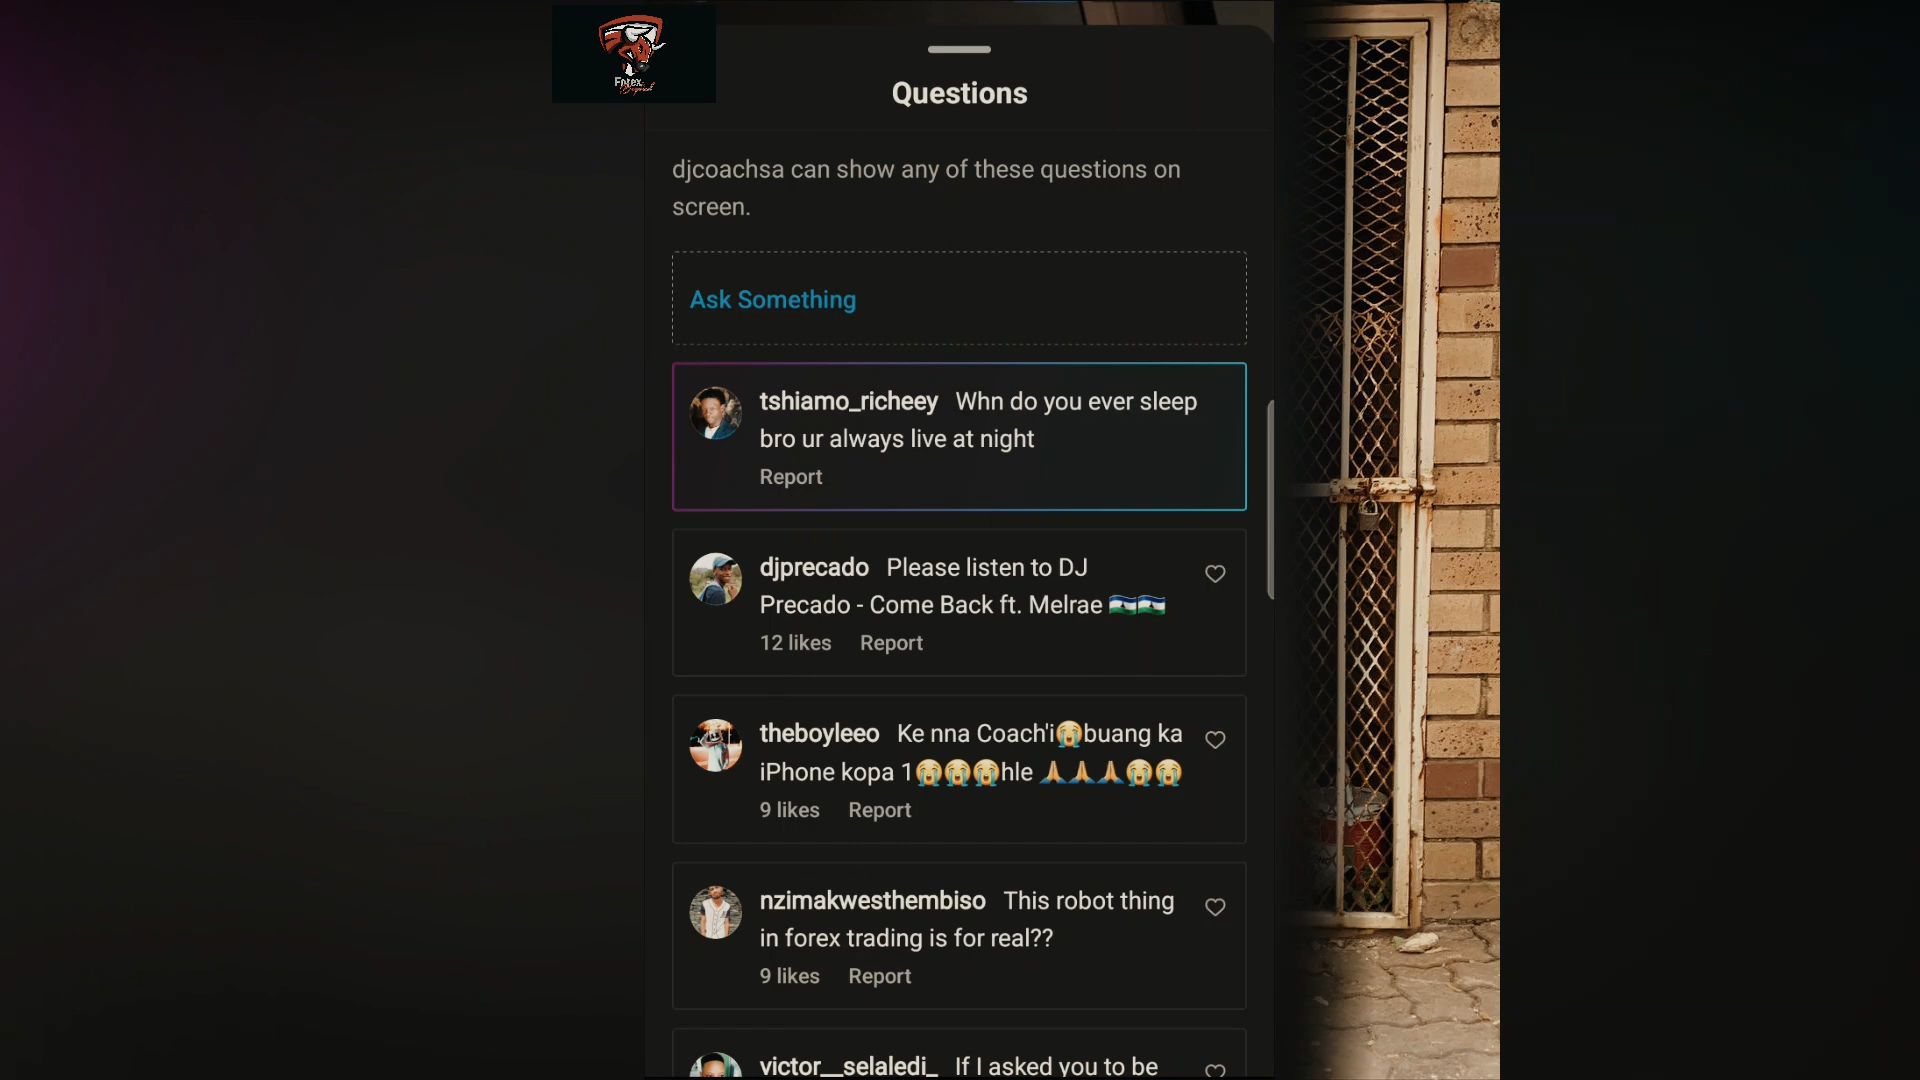 Forex
Questions
djcoachsa can show any of these questions on
screen.
Ask Something
tshiamo_richeey Whn do you ever sleep
bro ur always live at night
Report
djprecado Please listen to DJ
Precado - Come Back ft. Melrae 🇱🇸🇱🇸
12 likes Report
theboyleeo Ke nna Coach'i😭buang ka
iPhone kopa 1😭😭😭hle 🙏🙏🙏😭😭
9 likes Report
nzimakwesthembiso This robot thing
in forex trading is for real??
9 likes Report
victor__selaledi_ If I asked you to be